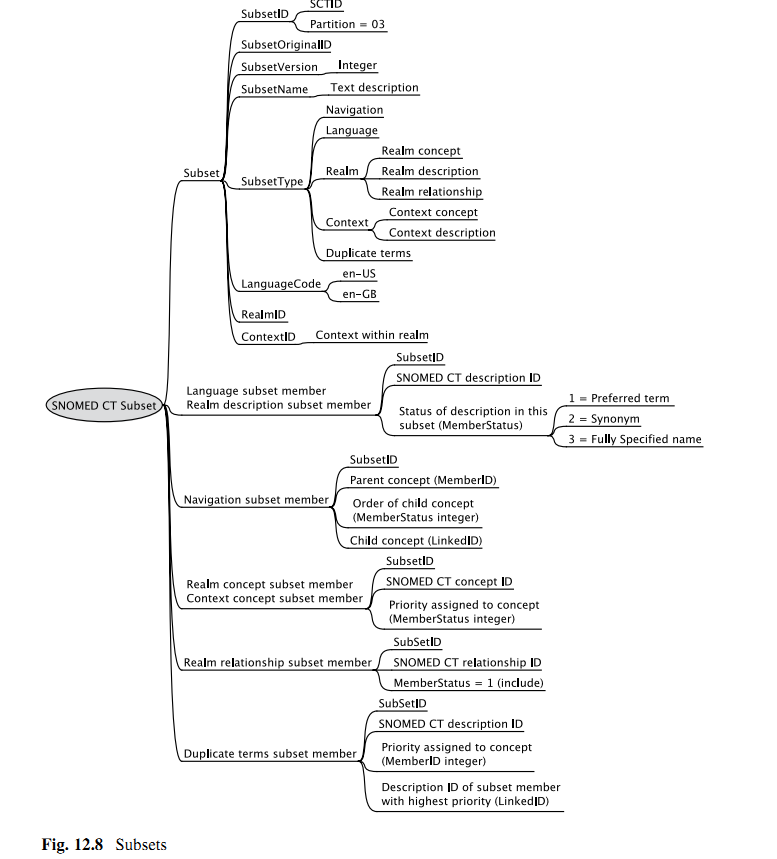 SCTID
SubsetID
Partition = 03
SubsetOriginalID
SubsetVersion
Integer
SubsetName
Text description
Navigation
Language
Realm concept
Realm
Realm description
Subset
SubsetType
Realm relationship
Context concept
Context
Context description
Duplicate terms
en-US
LanguageCode
en-GB
RealmID
ContextID
Context within realm
SubsetID
SNOMED CT description ID
Language subset member
1 = Preferred term
SNOMED CT Subset
Realm description subset member
Status of description in this
subset (MemberStatus)
2 = Synonym
3 = Fully Specified name
SubsetID
Parent concept (MemberID)
Navigation subset member
Order of child concept
(MemberStatus integer)
Child concept (LinkedID)
SubsetID
Realm concept subset member
SNOMED CT concept ID
Context concept subset member
Priority assigned to concept
(MemberStatus integer)
SubSetID
Realm relationship subset member
SNOMED CT relationship ID
MemberStatus = 1 (include)
SubSetID
SNOMED CT description ID
Duplicate terms subset member
Priority assigned to concept
(MemberID integer)
Description ID of subset member
with highest priority (LinkedID)
Fig. 12.8 Subsets